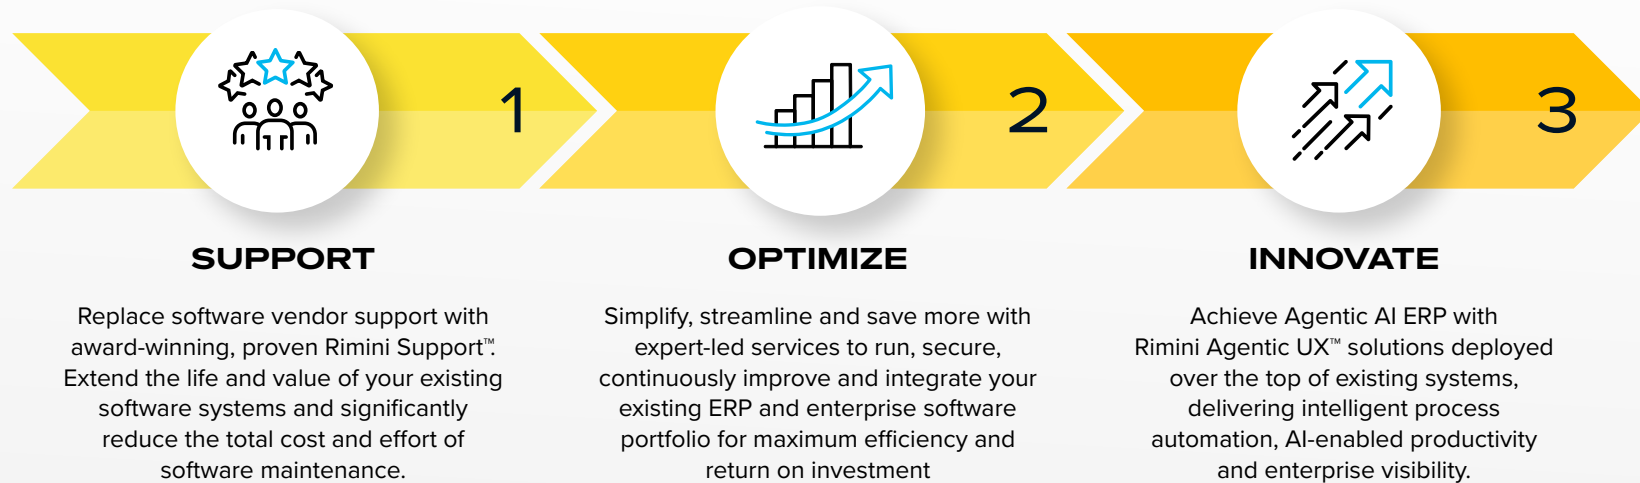 1
SUPPORT
Replace software vendor support with
award-winning, proven Rimini Support™.
Extend the life and value of your existing
software systems and significantly
reduce the total cost and effort of
software maintenance.
2
OPTIMIZE
Simplify, streamline and save more with
expert-led services to run, secure,
continuously improve and integrate your
existing ERP and enterprise software
portfolio for maximum efficiency and
return on investment
3
INNOVATE
Achieve Agentic AI ERP with
Rimini Agentic UX™ solutions deployed
over the top of existing systems,
delivering intelligent process
automation, AI-enabled productivity
and enterprise visibility.